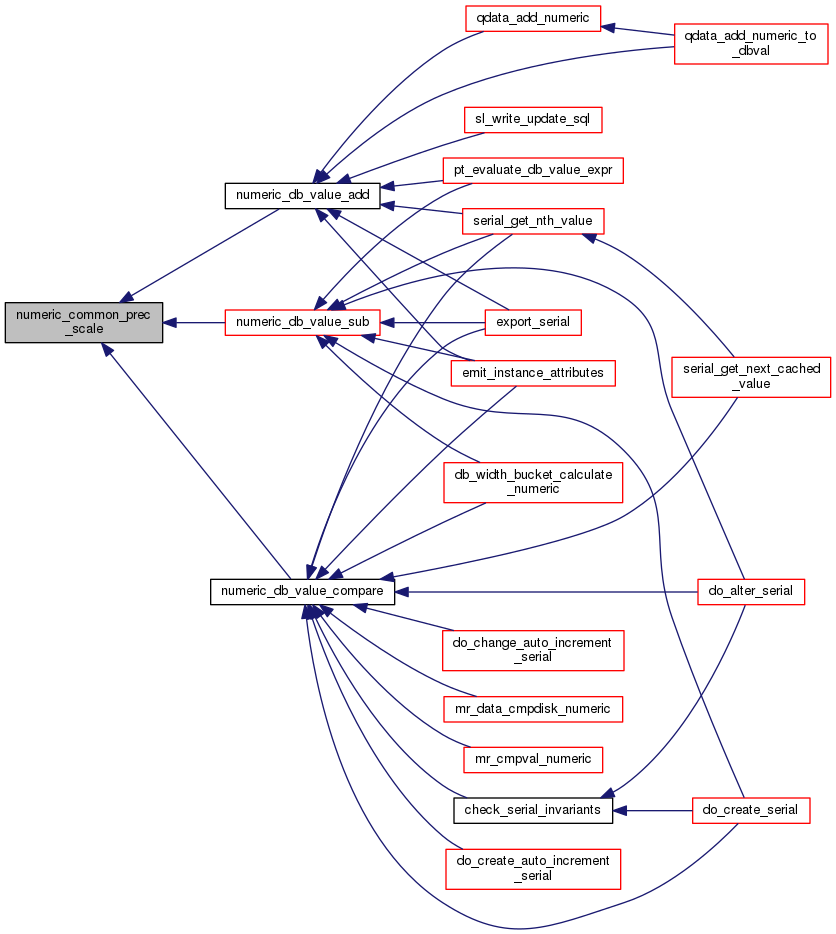 qdata_add_numeric
qdata_add_numeric_to
_dbval
sl_write_update_sql
pt_evaluate_db_value_expr
numeric_db_value_add
serial_get_nth_value
numeric_common_prec
_scale
numeric_db_value_sub
export_serial
emit_instance_attributes
serial_get_next_cached
_value
db_width_bucket_calculate
_numeric
numeric_db_value_compare
do_alter_serial
do_change_auto_increment
_serial
mr_data_cmpdisk_numeric
mr_cmpval_numeric
check_serial_invariants
do_create_serial
do_create_auto_increment
_serial